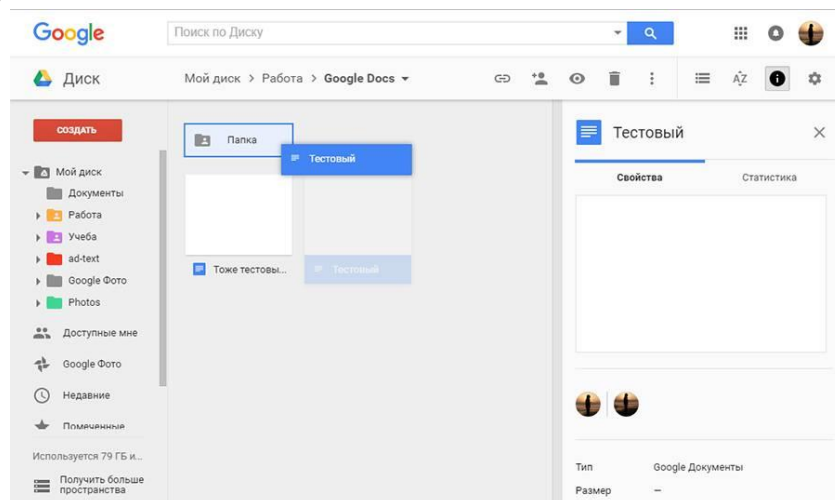 Google
Поиск по Диску
Диск
Мой диск > Работа > Google Docs
AZ
СОЗДАТЬ
Мой диск
Документы
Работа
Учеба
ad-text
Google Фото
Photos
Доступные мне
Google Фото
Недавние
Помеченные
Используется 79 ГБ и...
Получить больше
пространства
Папка
Тестовый
Тоже тестовы...
Тестовый
Тестовый
Свойства
Статистика
Тип
Google Документы
Размер
–